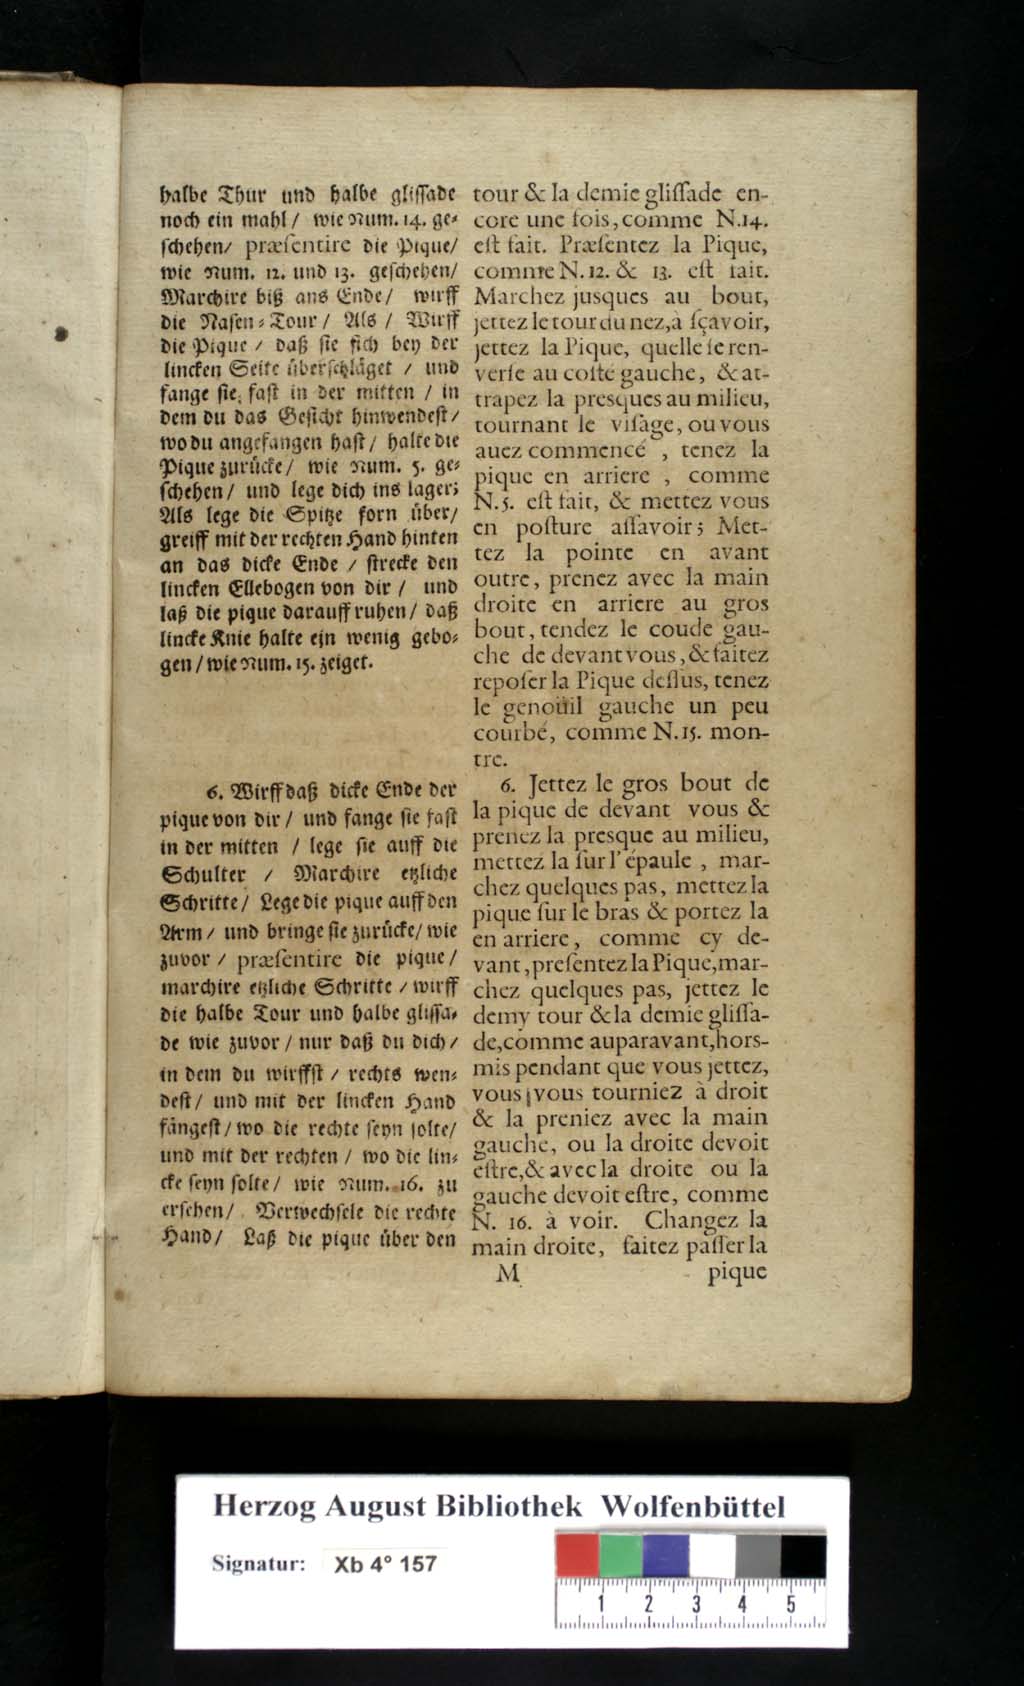 halbe Thur und halbe gliſſade
noch ein mahl/ wie Num. 14. ge⸗
ſchehen/ præſentire die Pique/
wie Num. 12. und 13. geſchehen/
Marchire biß ans Ende/ wirff
die Naſen⸗Tour/ Als/ Wirff
die Pique/ daß ſie ſich bey der
lincken Seite uͤberſchlaͤget/ und
fange ſie, faſt in der mitten/ in
dem du das Geſicht hinwendeſt/
wo du angefangen haſt/ halte die
Pique zuruͤcke/ wie Num. 5. ge⸗
ſchehen/ und lege dich ins lager;
Als lege die Spitze forn uͤber/
greiff mit der rechten Hand hinten
an das dicke Ende/ ſtrecke den
lincken Ellebogen von dir/ und
laß die pique darauff ruhen/ daß
lincke Knie halte ein wenig gebo⸗
gen/ wie Num. 15. zeiget.
6. Wirff daß dicke Ende der
pique von dir/ und fange ſie faſt
in der mitten/ lege ſie auff die
Schulter/ Marchire etzliche
Schritte/ Lege die pique auff den
Arm/ und bringe ſie zuruͤcke/ wie
zuvor/ præſentire die pique/
marchire etzliche Schritte/ wirff
die halbe Tour und halbe gliſſa⸗
de wie zuvor/ nur daß du dich/
in dem du wirffſt/ rechts wen⸗
deſt/ und mit der lincken Hand
faͤngeſt/ wo die rechte ſeyn ſolte/
und mit der rechten/ wo die lin⸗
cke ſeyn ſolte/ wie Num. 16. zu
erſehen/ Verwechſele die rechte
Hand/ Laß die pique uͤber den
tour & la demie gliſſade en-
core une fois, comme N.14.
eſt fait. Præſentez la Pique,
comme N. 12. & 13. eſt fait.
Marchez jusques au bout,
jettez le tour du nez, à ſçavoir,
jettez la Pique, quelle ſe ren-
verſe au coſté gauche, & at-
trapez la presques au milieu,
tournant le viſage, ou vous
auez commencé , tenez la
pique en arriere , comme
N. 5. eſt fait, & mettez vous
en poſture aſſavoir; Met-
tez la pointe en avant
outre, prenez avec la main
droite en arriere au gros
bout, tendez le coude gau-
che de devant vous, & faitez
repoſer la Pique deſſus, tenez
le genoüil gauche un peu
courbé, comme N. 15. mon-
tre.
6. Jettez le gros bout de
la pique de devant vous &
prenez la presque au milieu,
mettez la ſur l'épaule , mar-
chez quelques pas, mettez la
pique ſur le bras & portez la
en arriere, comme cy de-
vant, preſentez la Pique, mar-
chez quelques pas, jettez le
demy tour & la demie gliſſa-
de, comme auparavant, hors-
mis pendant que vous jettez,
vous vous tourniez à droit
& la preniez avec la main
gauche, ou la droite devoit
eſtre, & avec la droite ou la
gauche devoit eſtre, comme
N. 16. à voir. Changez la
main droite, faitez paſſer la
M pique
Herzog August Bibliothek Wolfenbüttel
Signatur: Xb 4° 157
1 2 3 4 5